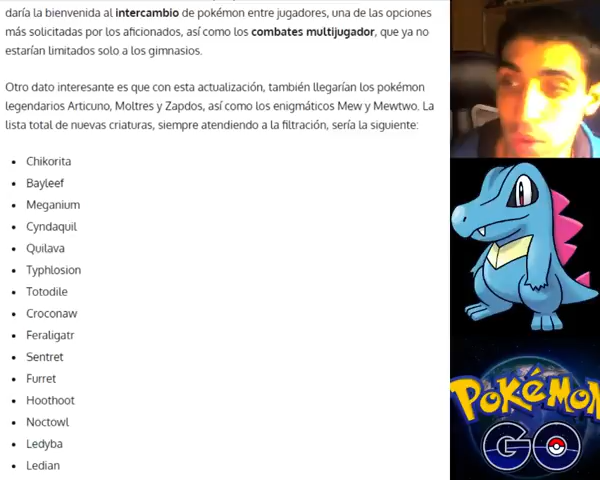 daría la bienvenida al intercambio de pokémon entre jugadores, una de las opciones
más solicitadas por los aficionados, así como los combates multijugador, que ya no
estarían limitados solo a los gimnasios.
Otro dato interesante es que con esta actualización, también llegarían los pokémon
legendarios Articuno, Moltres y Zapdos, así como los enigmáticos Mew y Mewtwo. La
lista total de nuevas criaturas, siempre atendiendo a la filtración, sería la siguiente:
Chikorita
Bayleef
Meganium
Cyndaquil
Quilava
Typhlosion
Totodile
Croconaw
Feraligatr
Sentret
Furret
Hoothoot
Noctowl
Ledyba
Ledian
POKéMON
GO